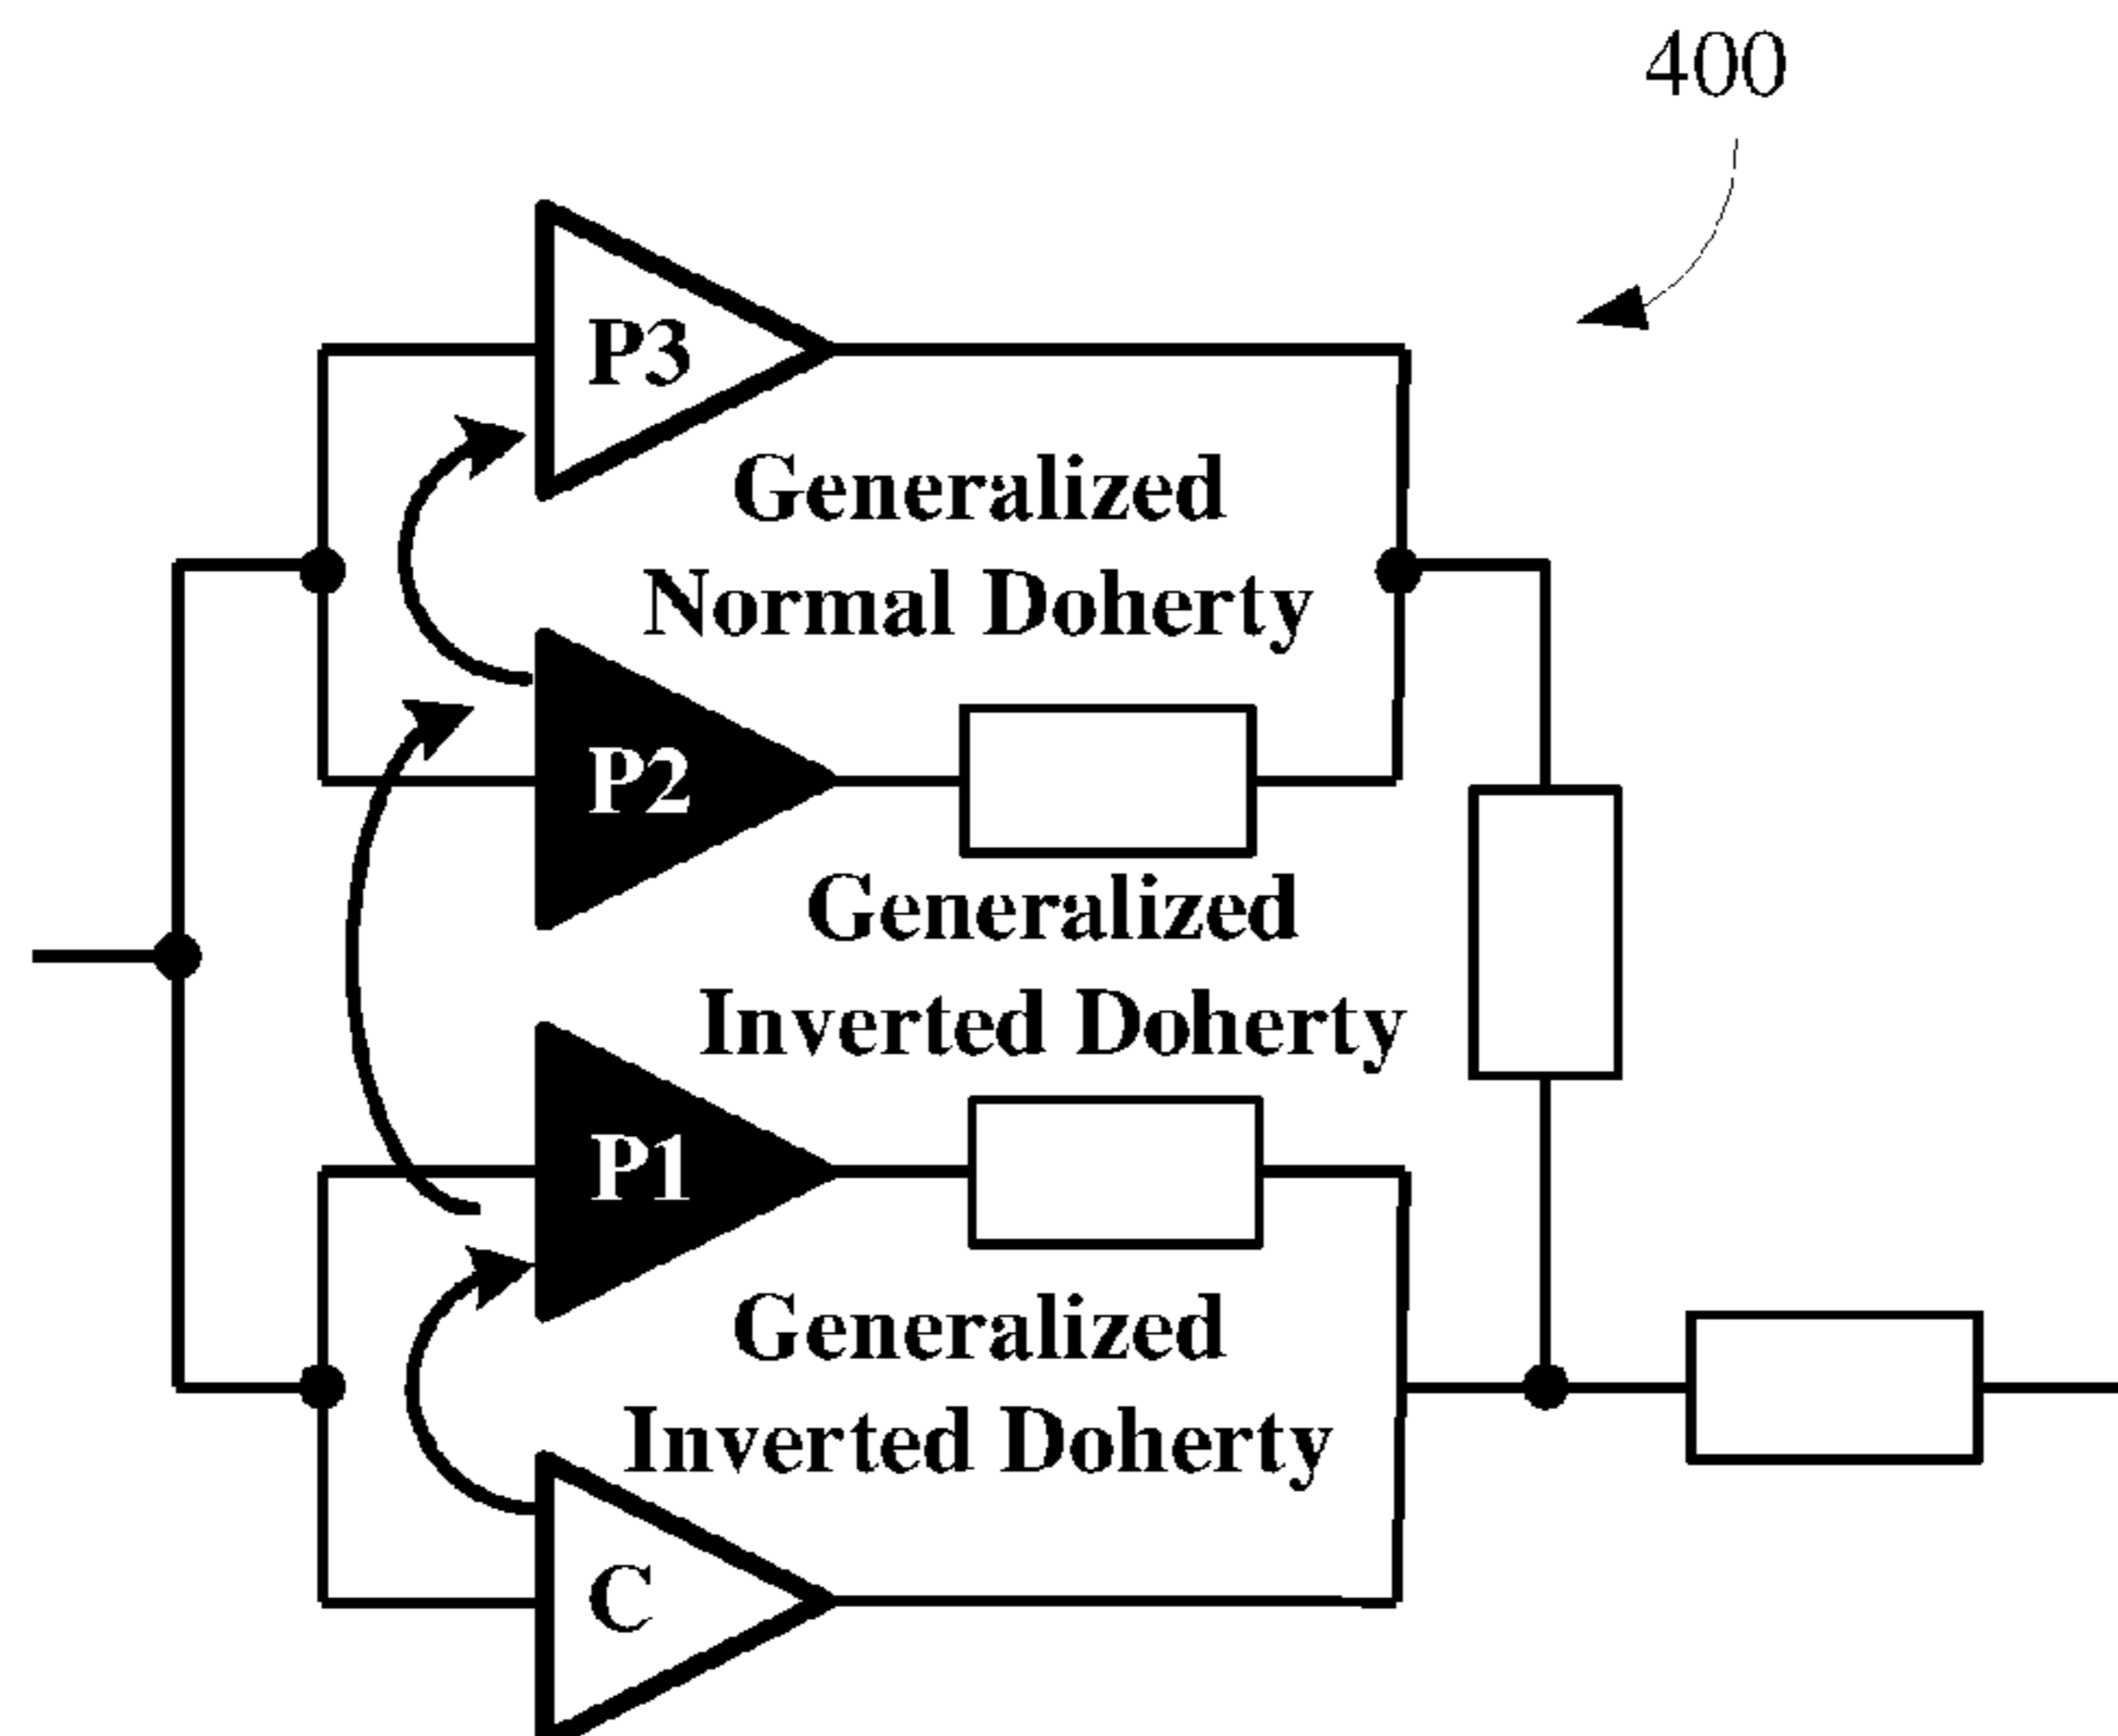 400
P3
Generalized
Normal Doherty
P2
Generalized
Inverted Doherty
P1
Generalized
Inverted Doherty
C